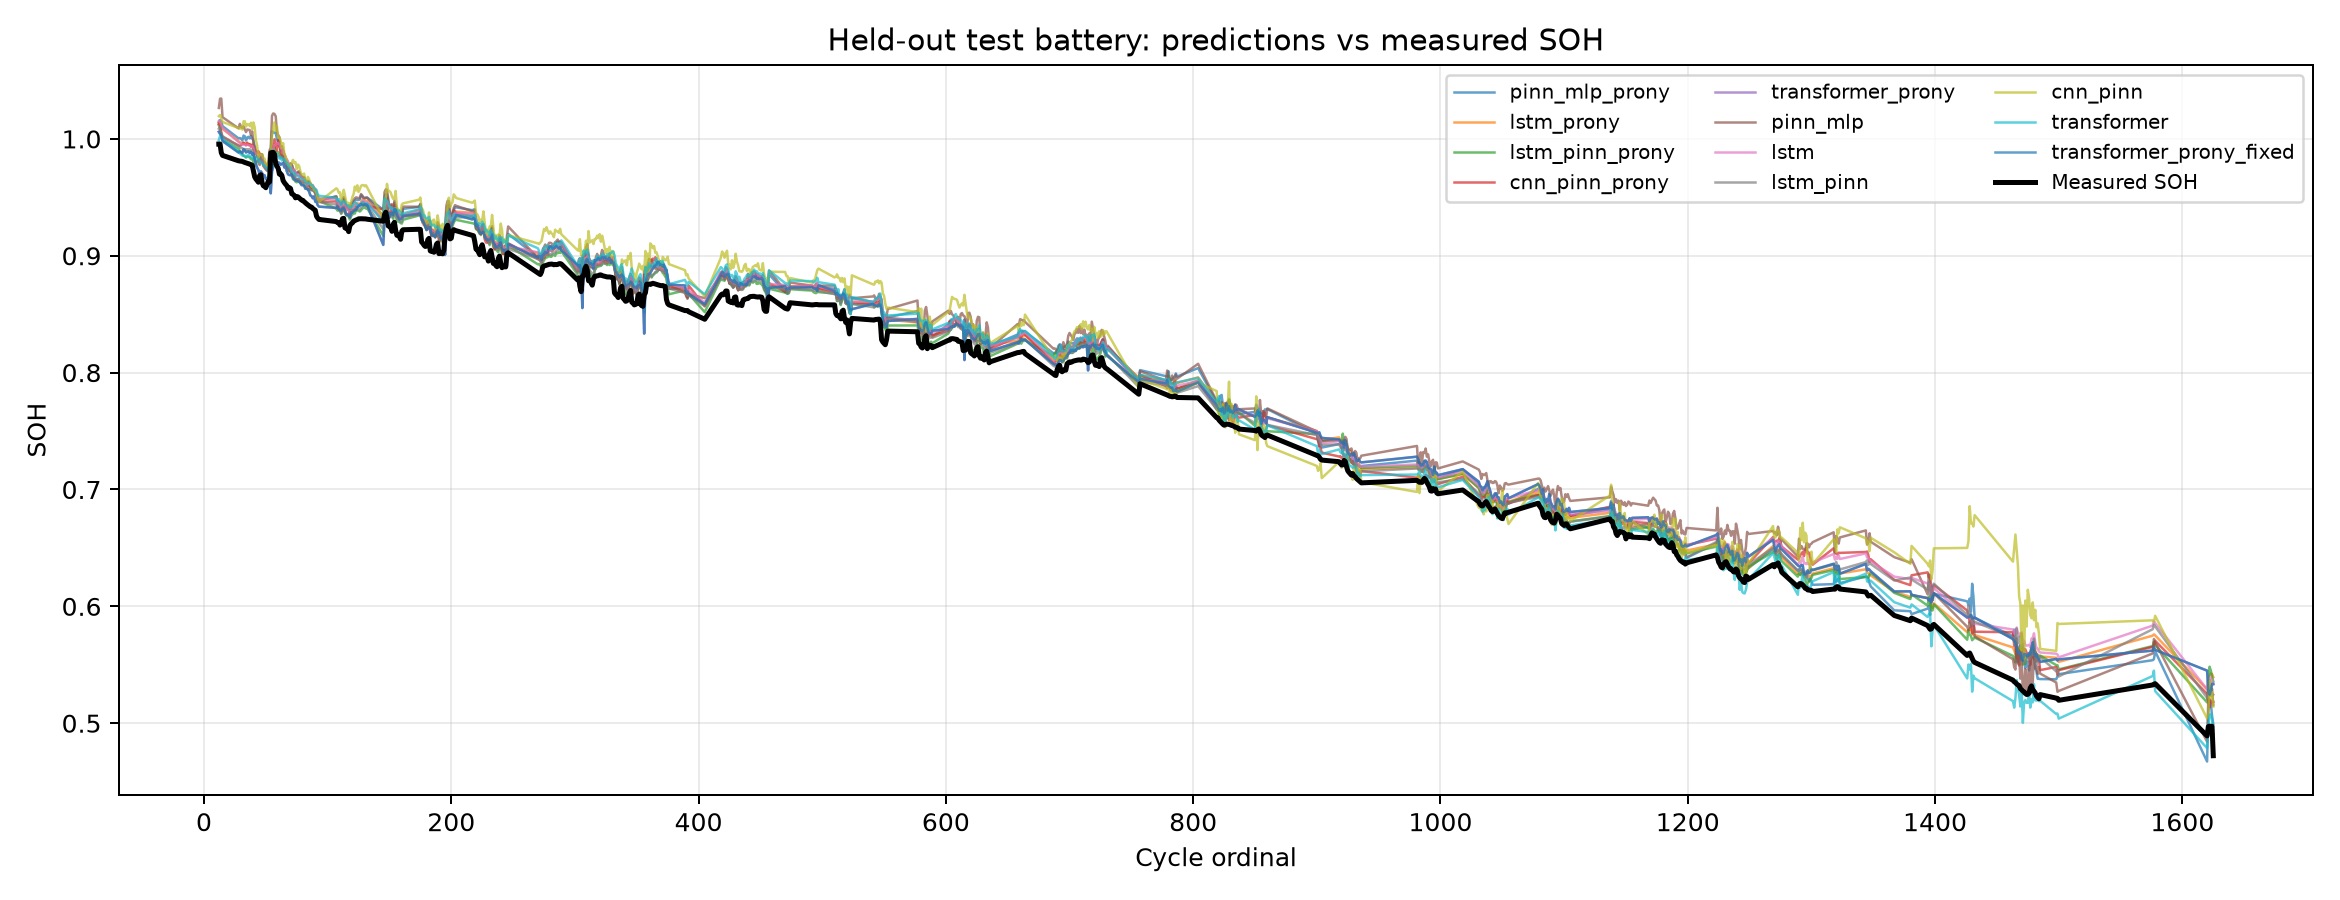 Held-out test battery: predictions vs measured SOH
pinn_mlp_prony
lstm_prony
lstm_pinn_prony
cnn_pinn_prony
transformer_prony
pinn_mlp
lstm
lstm_pinn
cnn_pinn
transformer
transformer_prony_fixed
Measured SOH
SOH
1.0
0.9
0.8
0.7
0.6
0.5
0
200
400
600
800
1000
1200
1400
1600
Cycle ordinal